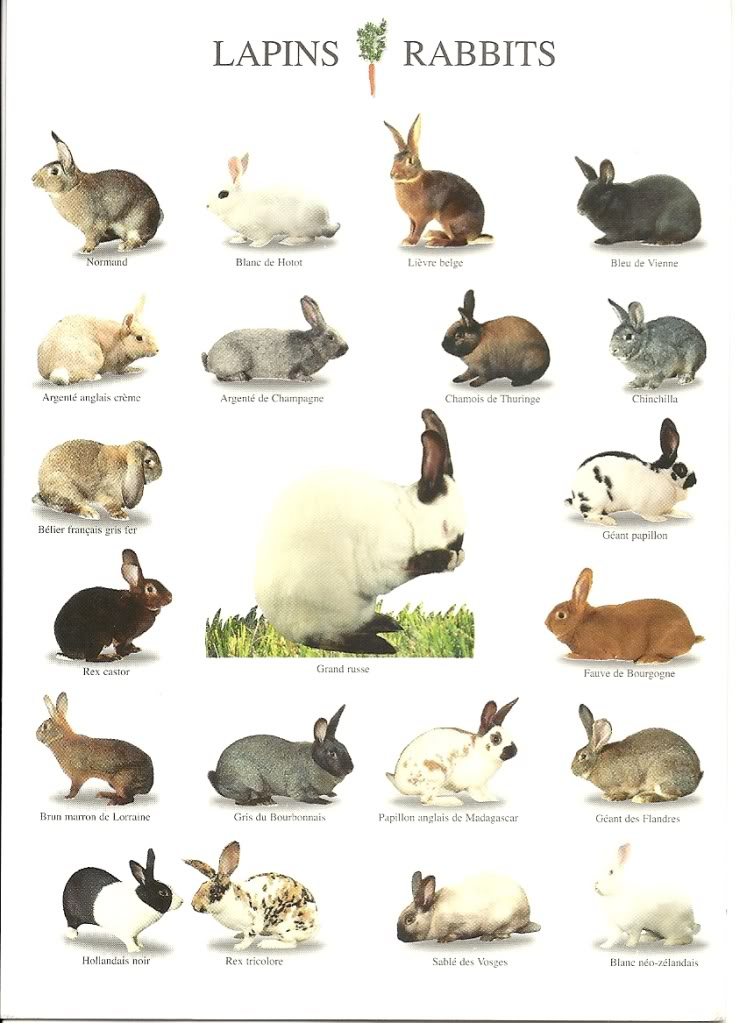 LAPINS RABBITS
Normand
Blanc de Hotot
Lièvre belge
Bleu de Vienne
Argenté anglais crème
Argenté de Champagne
Chamois de Thuringe
Chinchilla
Bélier français gris fer
Géant papillon
Rex castor
Grand russe
Fauve de Bourgogne
Brun marron de Lorraine
Gris du Bourbonnais
Papillon anglais de Madagascar
Géant des Flandres
Hollandais noir
Rex tricolore
Sablé des Vosges
Blanc néo-zélandais